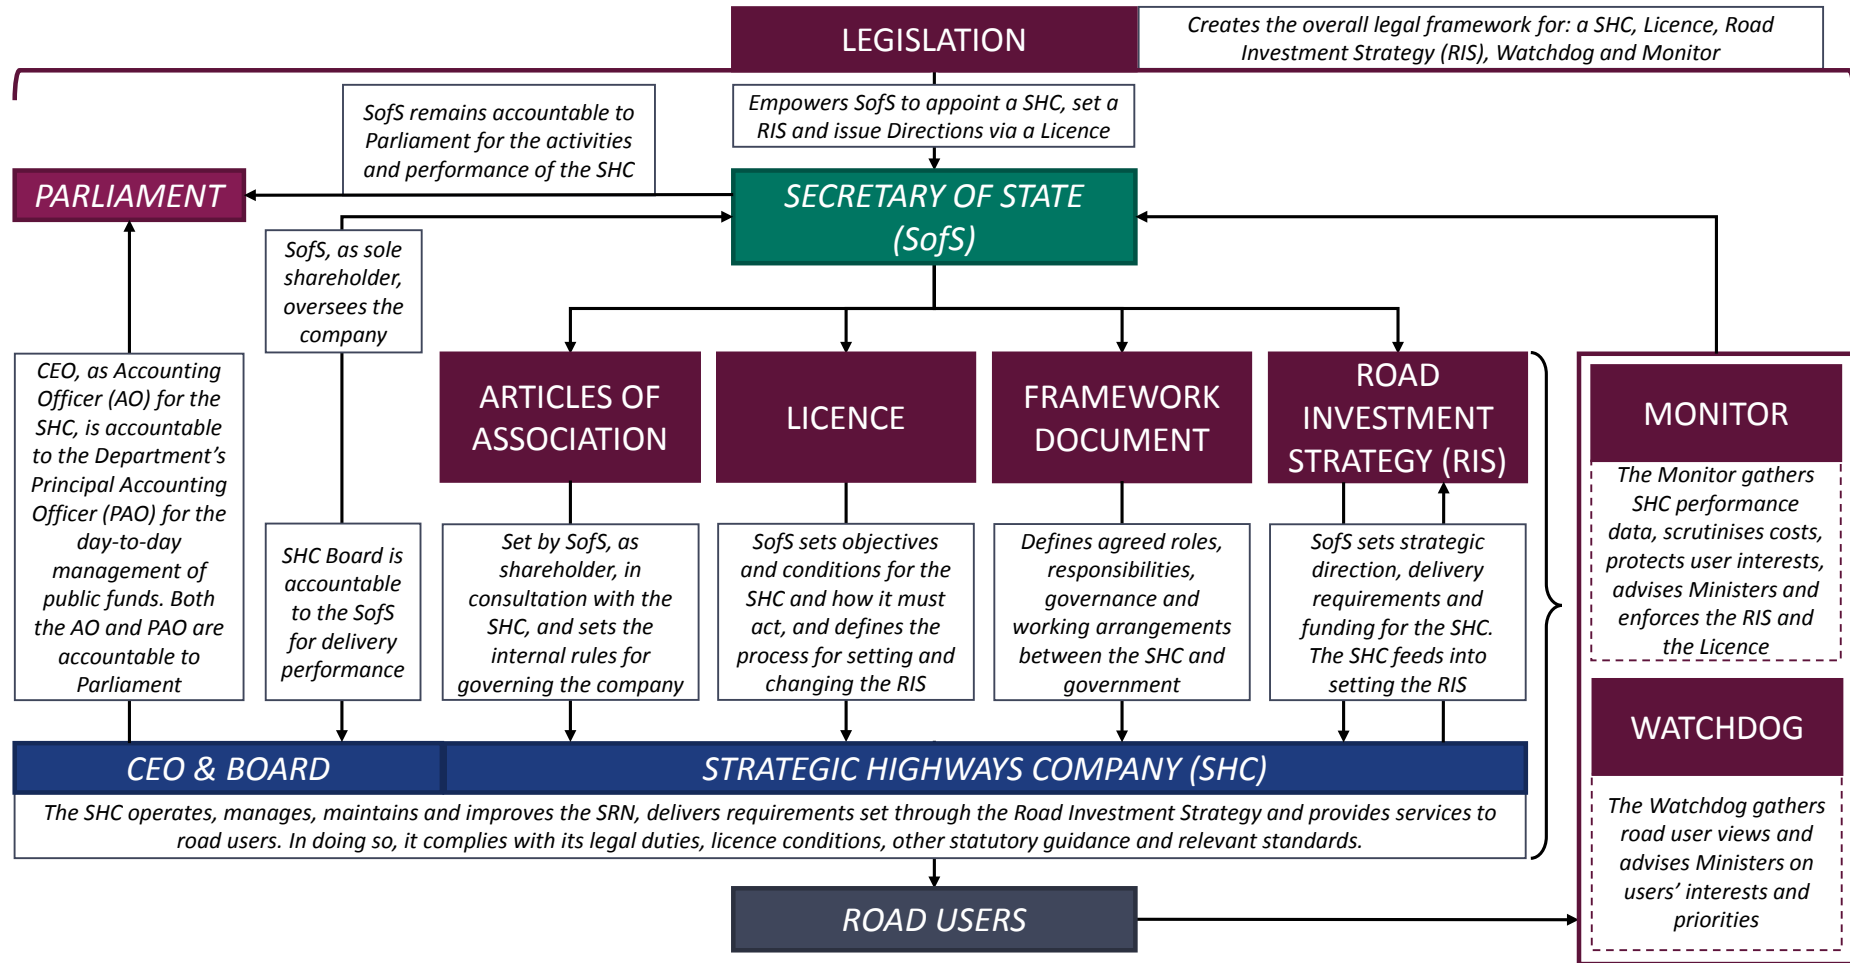 LEGISLATION
Creates the overall legal framework for: a SHC, Licence, Road
Investment Strategy (RIS), Watchdog and Monitor
SofS remains accountable to
Parliament for the activities
and performance of the SHC
Empowers SofS to appoint a SHC, set a
RIS and issue Directions via a Licence
PARLIAMENT
SECRETARY OF STATE
(SofS)
SofS, as sole
shareholder,
oversees the
company
CEO, as Accounting
Officer (AO) for the
SHC, is accountable
to the Department’s
Principal Accounting
Officer (PAO) for the
day-to-day
management of
public funds. Both
the AO and PAO are
accountable to
Parliament
SHC Board is
accountable
to the SofS
for delivery
performance
ARTICLES OF
ASSOCIATION
Set by SofS, as
shareholder, in
consultation with the
SHC, and sets the
internal rules for
governing the company
LICENCE
SofS sets objectives
and conditions for the
SHC and how it must
act, and defines the
process for setting and
changing the RIS
FRAMEWORK
DOCUMENT
Defines agreed roles,
responsibilities,
governance and
working arrangements
between the SHC and
government
ROAD
INVESTMENT
STRATEGY (RIS)
SofS sets strategic
direction, delivery
requirements and
funding for the SHC.
The SHC feeds into
setting the RIS
MONITOR
The Monitor gathers
SHC performance
data, scrutinises costs,
protects user interests,
advises Ministers and
enforces the RIS and
the Licence
WATCHDOG
The Watchdog gathers
road user views and
advises Ministers on
users’ interests and
priorities
CEO & BOARD
STRATEGIC HIGHWAYS COMPANY (SHC)
The SHC operates, manages, maintains and improves the SRN, delivers requirements set through the Road Investment Strategy and provides services to
road users. In doing so, it complies with its legal duties, licence conditions, other statutory guidance and relevant standards.
ROAD USERS